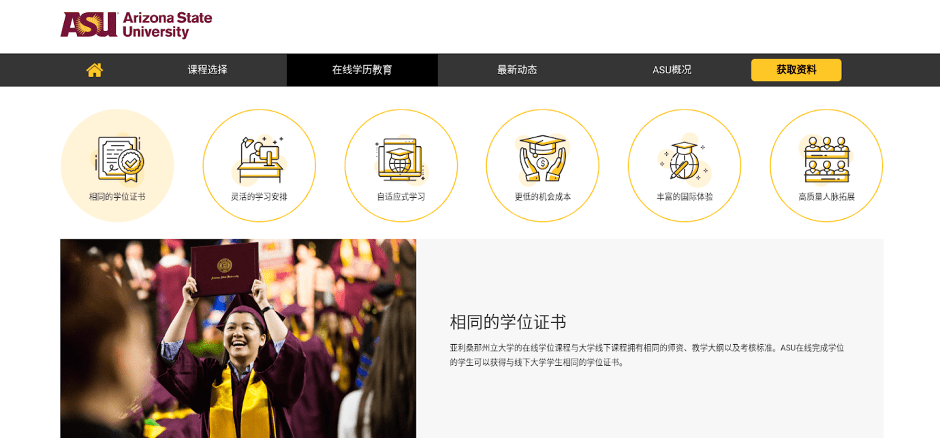 ASU Arizona State
University
课程选择
在线学历教育
最新动态
ASU概况
获取资料
相同的学位证书
灵活的学习安排
自适应式学习
更低的机会成本
丰富的国际体验
高质量人脉拓展
相同的学位证书
亚利桑那州立大学的在线学位课程与大学线下课程拥有相同的师资、教学大纲以及考核标准。ASU在线完成学位
的学生可以获得与线下大学学生相同的学位证书。